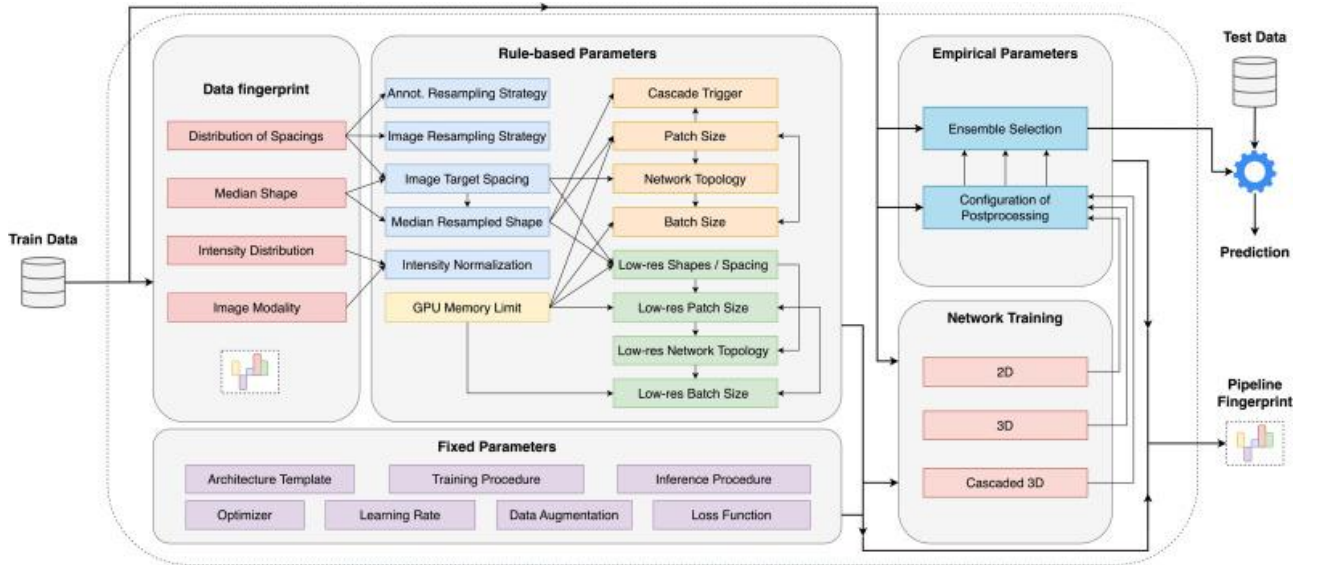 Train Data
Data fingerprint
Distribution of Spacings
Median Shape
Intensity Distribution
Image Modality
Rule-based Parameters
Annot. Resampling Strategy
Image Resampling Strategy
Image Target Spacing
Median Resampled Shape
Intensity Normalization
GPU Memory Limit
Cascade Trigger
Patch Size
Network Topology
Batch Size
Low-res Shapes / Spacing
Low-res Patch Size
Low-res Network Topology
Low-res Batch Size
Fixed Parameters
Architecture Template
Training Procedure
Inference Procedure
Optimizer
Learning Rate
Data Augmentation
Loss Function
Empirical Parameters
Ensemble Selection
Configuration of
Postprocessing
Network Training
2D
3D
Cascaded 3D
Test Data
Prediction
Pipeline
Fingerprint